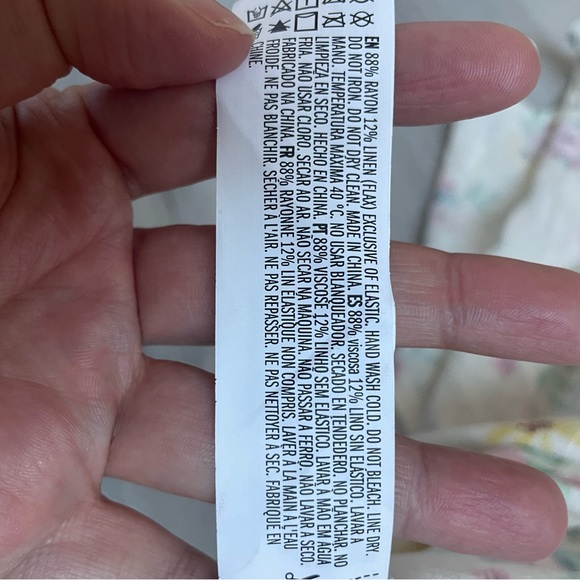 EN 88% RAYON 12% LINEN (FLAX) EXCLUSIVE OF ELASTIC. HAND WASH COLD. DO NOT BLEACH. LINE DRY.
DO NOT IRON. DO NOT DRY CLEAN. MADE IN CHINA. ES 88% viscosa 12% LINO SIN ELÁSTICO. LAVAR A
MANO, TEMPERATURA MÁXIMA 40 °C. NO USAR BLANQUEADOR. SECADO EN TENDEDERO. NO PLANCHAR. NO
LIMPIEZA EN SECO. HECHO EN CHINA. PT 88% VISCOSE 12% LINHO SEM ELÁSTICO. LAVAR À MÃO EM ÁGUA
FRIA. NÃO USAR CLORO. SECAR AO AR. NÃO SECAR NA MÁQUINA. NÃO PASSAR A FERRO. NÃO LAVAR A SECO.
FABRICADO NA CHINA. FR 88% RAYONNE 12% LIN ÉLASTIQUE NON COMPRIS. LAVER À LA MAIN À L'EAU
FROIDE. NE PAS BLANCHIR. SÉCHER À L'AIR. NE PAS REPASSER. NE PAS NETTOYER À SEC. FABRIQUÉ EN
CHINE.